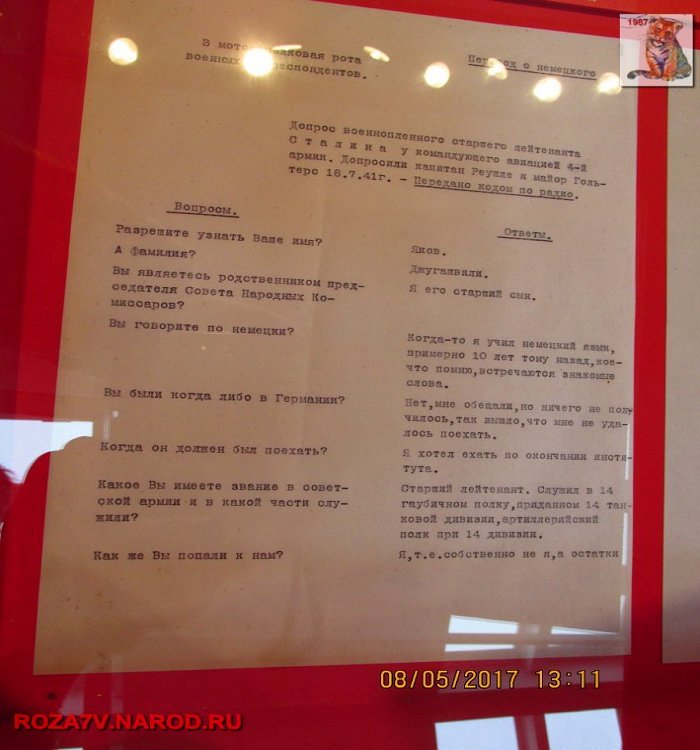 1987
3 мото лковая рота
военных респондентов.
Пе од с немецкого
Допрос военнопленного старшего лейтенанта
С т а л и н а у командующего авиацией 4-й
армии. Допросили капитан Реушле и майор Голь-
терс 18.7.41г. - Передано кодом по радио.
Вопросы.
Ответы.
Разрешите узнать Ваше имя?
Яков.
А Фамилия?
Джугашвили.
Вы являетесь родственником пред-
седателя Совета Народных Ко-
миссаров?
Я его старший сын.
Вы говорите по немецки?
Когда-то я учил немецкий язык,
примерно 10 лет тому назад,кое-
что помню,встречаются знакомые
слова.
Вы были когда либо в Германии?
Нет,мне обещали,но ничего не полу
чилось,так вышло,что мне не уда-
лось поехать.
Когда он должен был поехать?
Я хотел ехать по окончании инсти-
тута.
Какое Вы имеете звание в совет-
ской армии и в какой части слу-
жили?
Старший лейтенант. Служил в 14
гаубичном полку,приданном 14 тан-
ковой дивизии,артиллерийский
полк при 14 дивизии.
Как же Вы попали к нам?
Я,т.е.собственно не я,а остатки
08/05/2017 13:11
ROZA7V.NAROD.RU